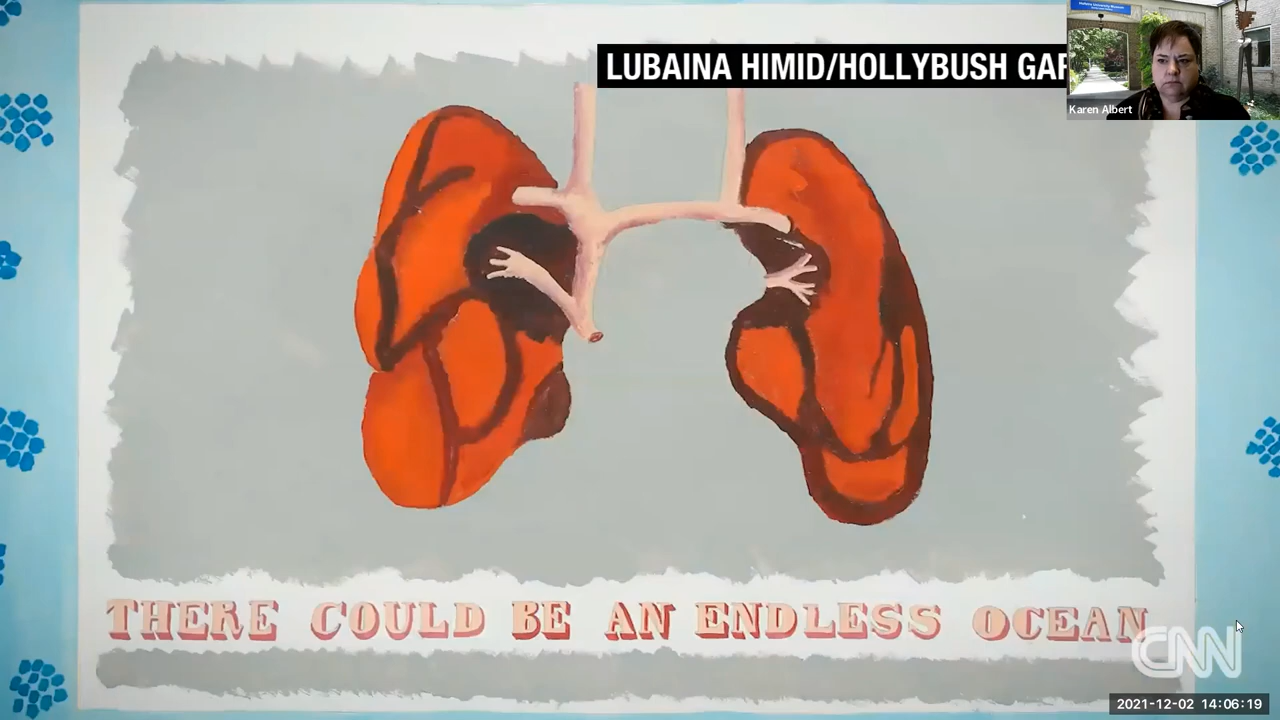 LUBAINA HIMID/HOLLYBUSH GAR
Karen Albert
THERE COULD BE AN ENDLESS OCEAN
CNN
2021-12-02 14:06:19